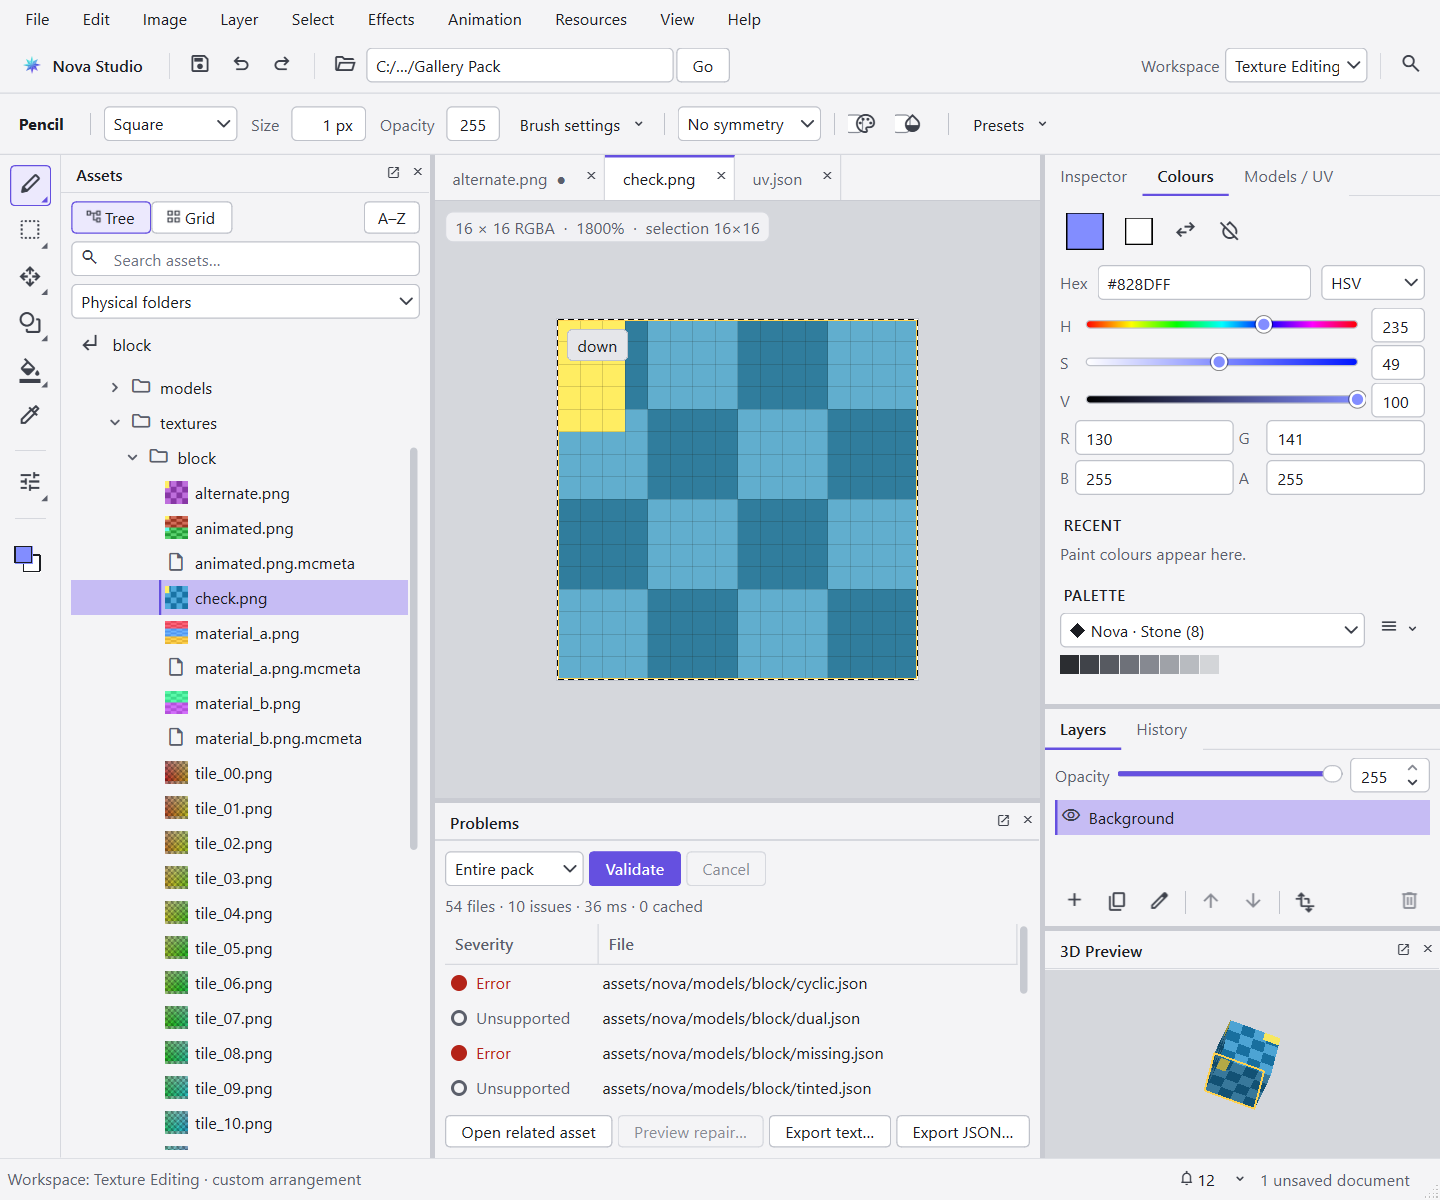 File Edit Image Layer Select Effects Animation Resources View Help
Nova Studio C:/.../Gallery Pack Go Workspace Texture Editing
Pencil Square Size 1 px Opacity 255 Brush settings No symmetry Presets
Assets
Tree Grid A–Z
Search assets...
Physical folders
block
models
textures
block
alternate.png
animated.png
animated.png.mcmeta
check.png
material_a.png
material_a.png.mcmeta
material_b.png
material_b.png.mcmeta
tile_00.png
tile_01.png
tile_02.png
tile_03.png
tile_04.png
tile_05.png
tile_06.png
tile_07.png
tile_08.png
tile_09.png
tile_10.png
alternate.png check.png uv.json
16 × 16 RGBA · 1800% · selection 16×16
down
Problems
Entire pack Validate Cancel
54 files · 10 issues · 36 ms · 0 cached
Severity File
Error assets/nova/models/block/cyclic.json
Unsupported assets/nova/models/block/dual.json
Error assets/nova/models/block/missing.json
Unsupported assets/nova/models/block/tinted.json
Open related asset Preview repair... Export text... Export JSON...
Inspector Colours Models / UV
Hex #828DFF HSV
H 235
S 49
V 100
R 130 G 141
B 255 A 255
RECENT
Paint colours appear here.
PALETTE
Nova · Stone (8)
Layers History
Opacity 255
Background
3D Preview
Workspace: Texture Editing · custom arrangement 12 1 unsaved document